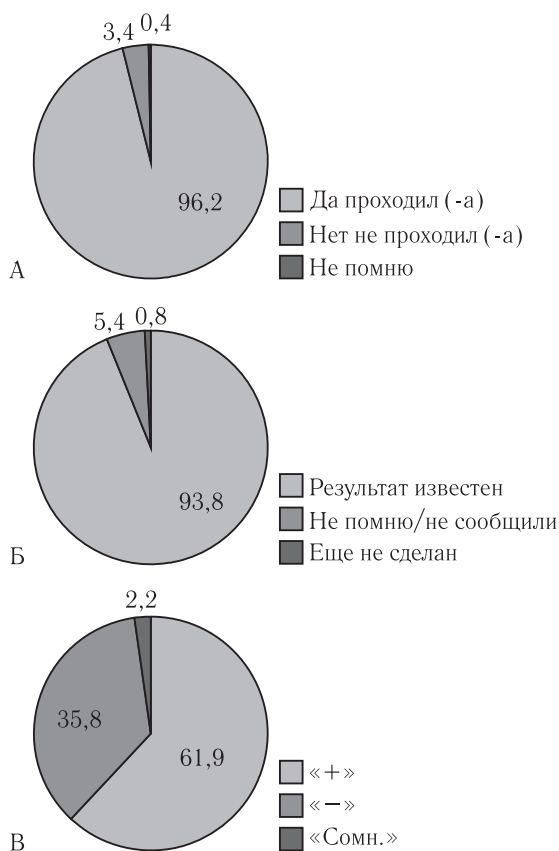 3,4 0,4
96,2
Да проходил (-а)
Нет не проходил (-а)
Не помню
А
5,4 0,8
93,8
Результат известен
Не помню/не сообщили
Еще не сделан
Б
2,2
35,8
61,9
«+»
«−»
«Сомн.»
В